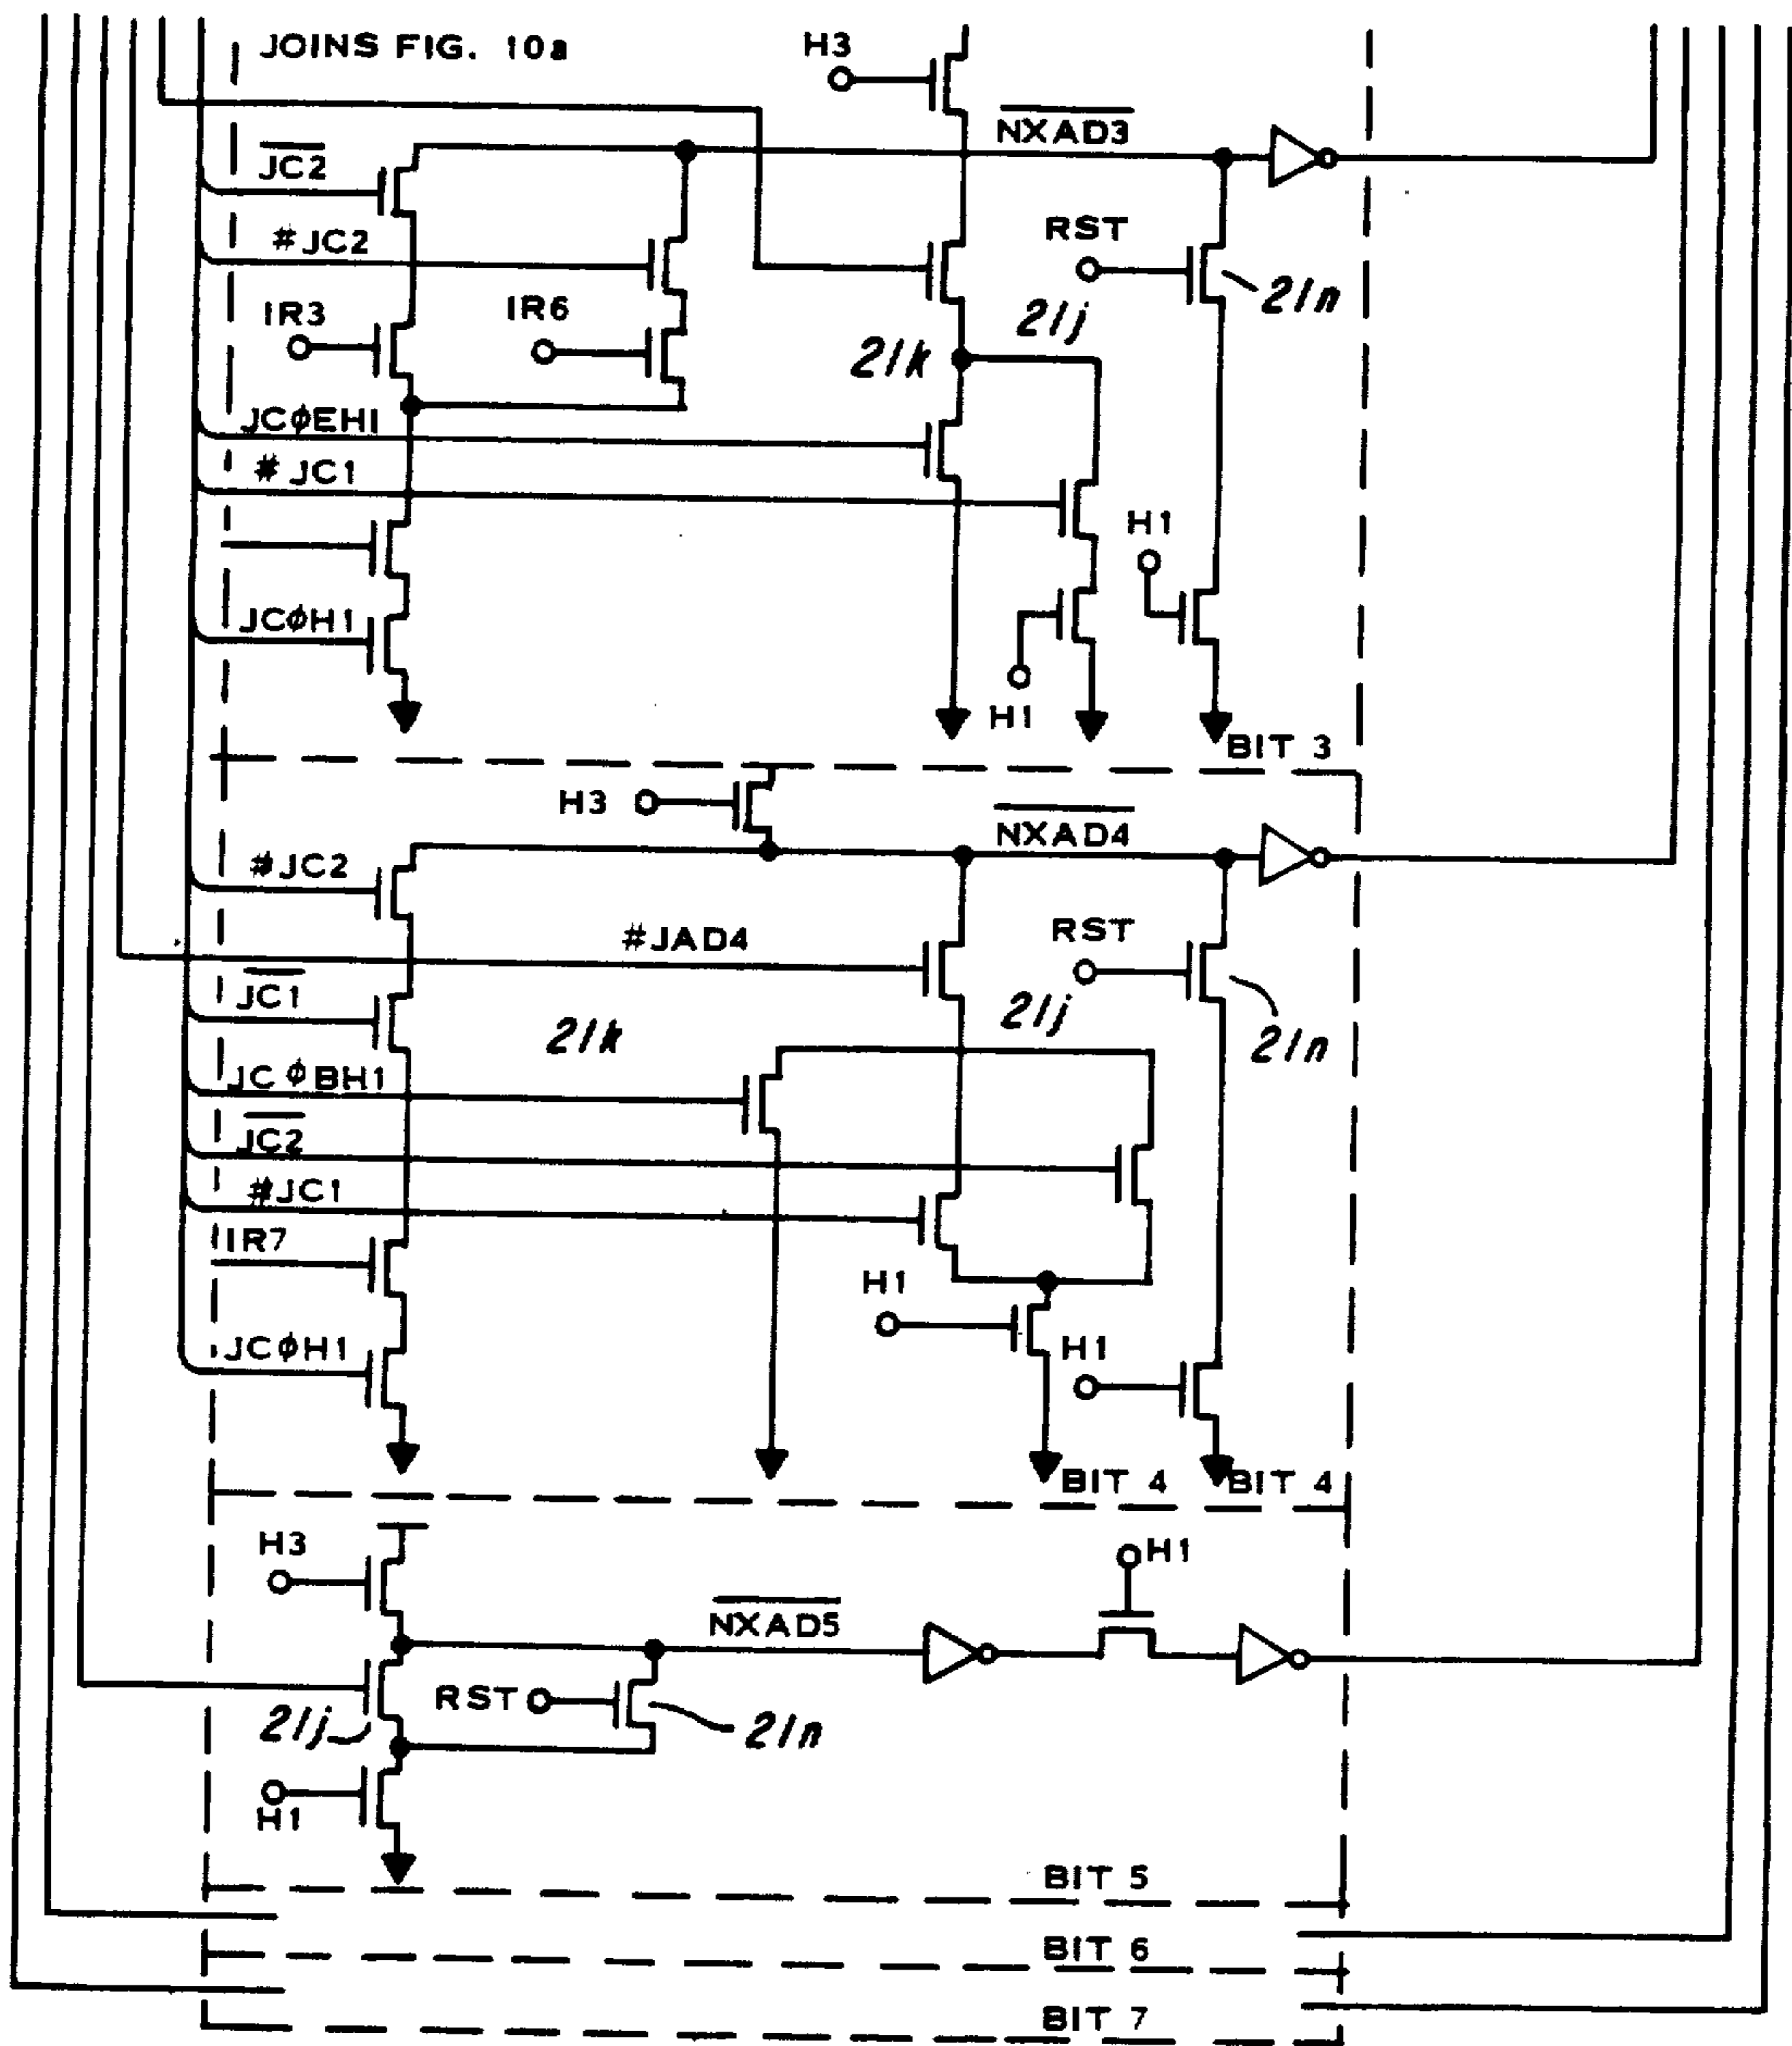 JOINS FIG. 10a
H3
NXAD3
JC2
#JC2
RST
21n
IR3
IR6
21j
21k
JCϕEH1
#JC1
H1
JCϕH1
H1
BIT 3
H3
NXAD4
#JC2
#JAD4
RST
JC1
21j
21k
21n
JCϕBH1
JC2
#JC1
IR7
H1
JCϕH1
H1
BIT 4
BIT 4
H3
H1
NXAD5
RST
21j
21n
H1
BIT 5
BIT 6
BIT 7